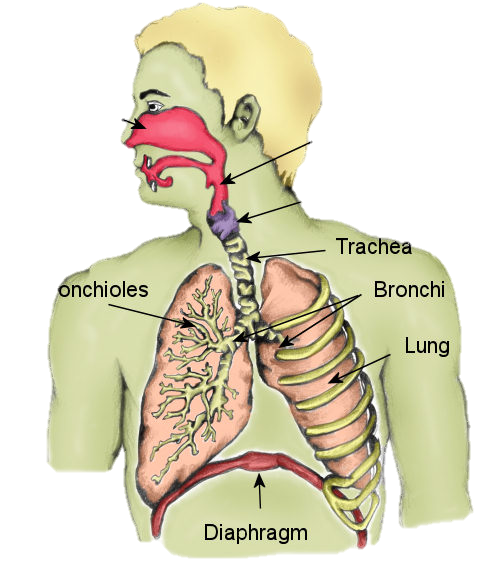 Trachea
onchioles
Bronchi
Lung
Diaphragm